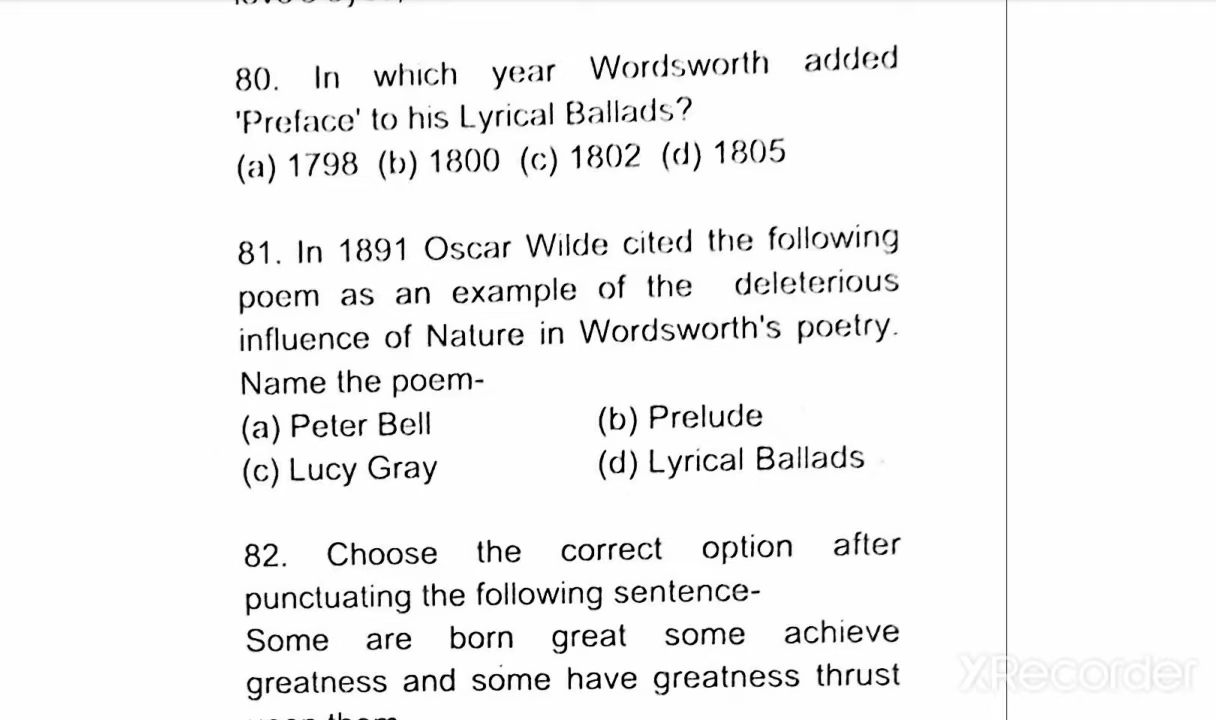 80. In which year Wordsworth added
'Preface' to his Lyrical Ballads?
(a) 1798 (b) 1800 (c) 1802 (d) 1805
81. In 1891 Oscar Wilde cited the following
poem as an example of the deleterious
influence of Nature in Wordsworth's poetry.
Name the poem-
(a) Peter Bell (b) Prelude
(c) Lucy Gray (d) Lyrical Ballads
82. Choose the correct option after
punctuating the following sentence-
Some are born great some achieve
greatness and some have greatness thrust
XRecorder